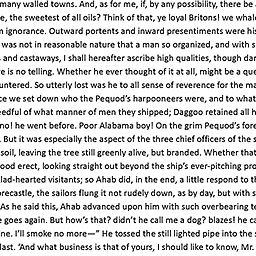 many walled towns. And, as for me, if, by any possibility, there be
e, the sweetest of all oils? Think of that, ye loyal Britons! we whal
m ignorance. Outward portents and inward presentiments were his
was not in reasonable nature that a man so organized, and with s
and castaways, I shall hereafter ascribe high qualities, though dar
e is no telling. Whether he ever thought of it at all, might be a que
untered. So utterly lost was he to all sense of reverence for the ma
ce we set down who the Pequod's harpooneers were, and to what
eedful of what manner of men they shipped; Daggoo retained all h
no! he went before. Poor Alabama boy! On the grim Pequod's fore
But it was especially the aspect of the three chief officers of the s
soil, leaving the tree still greenly alive, but branded. Whether that
ood erect, looking straight out beyond the ship's ever-pitching pro
lad-hearted visitants; so Ahab did, in the end, a little respond to th
orecastle, the sailors flung it not rudely down, as by day, but with s
As he said this, Ahab advanced upon him with such overbearing te
e goes again. But how's that? didn't he call me a dog? blazes! he ca
ine. I'll smoke no more—" He tossed the still lighted pipe into the s
last. 'And what business is that of yours, I should like to know, Mr.